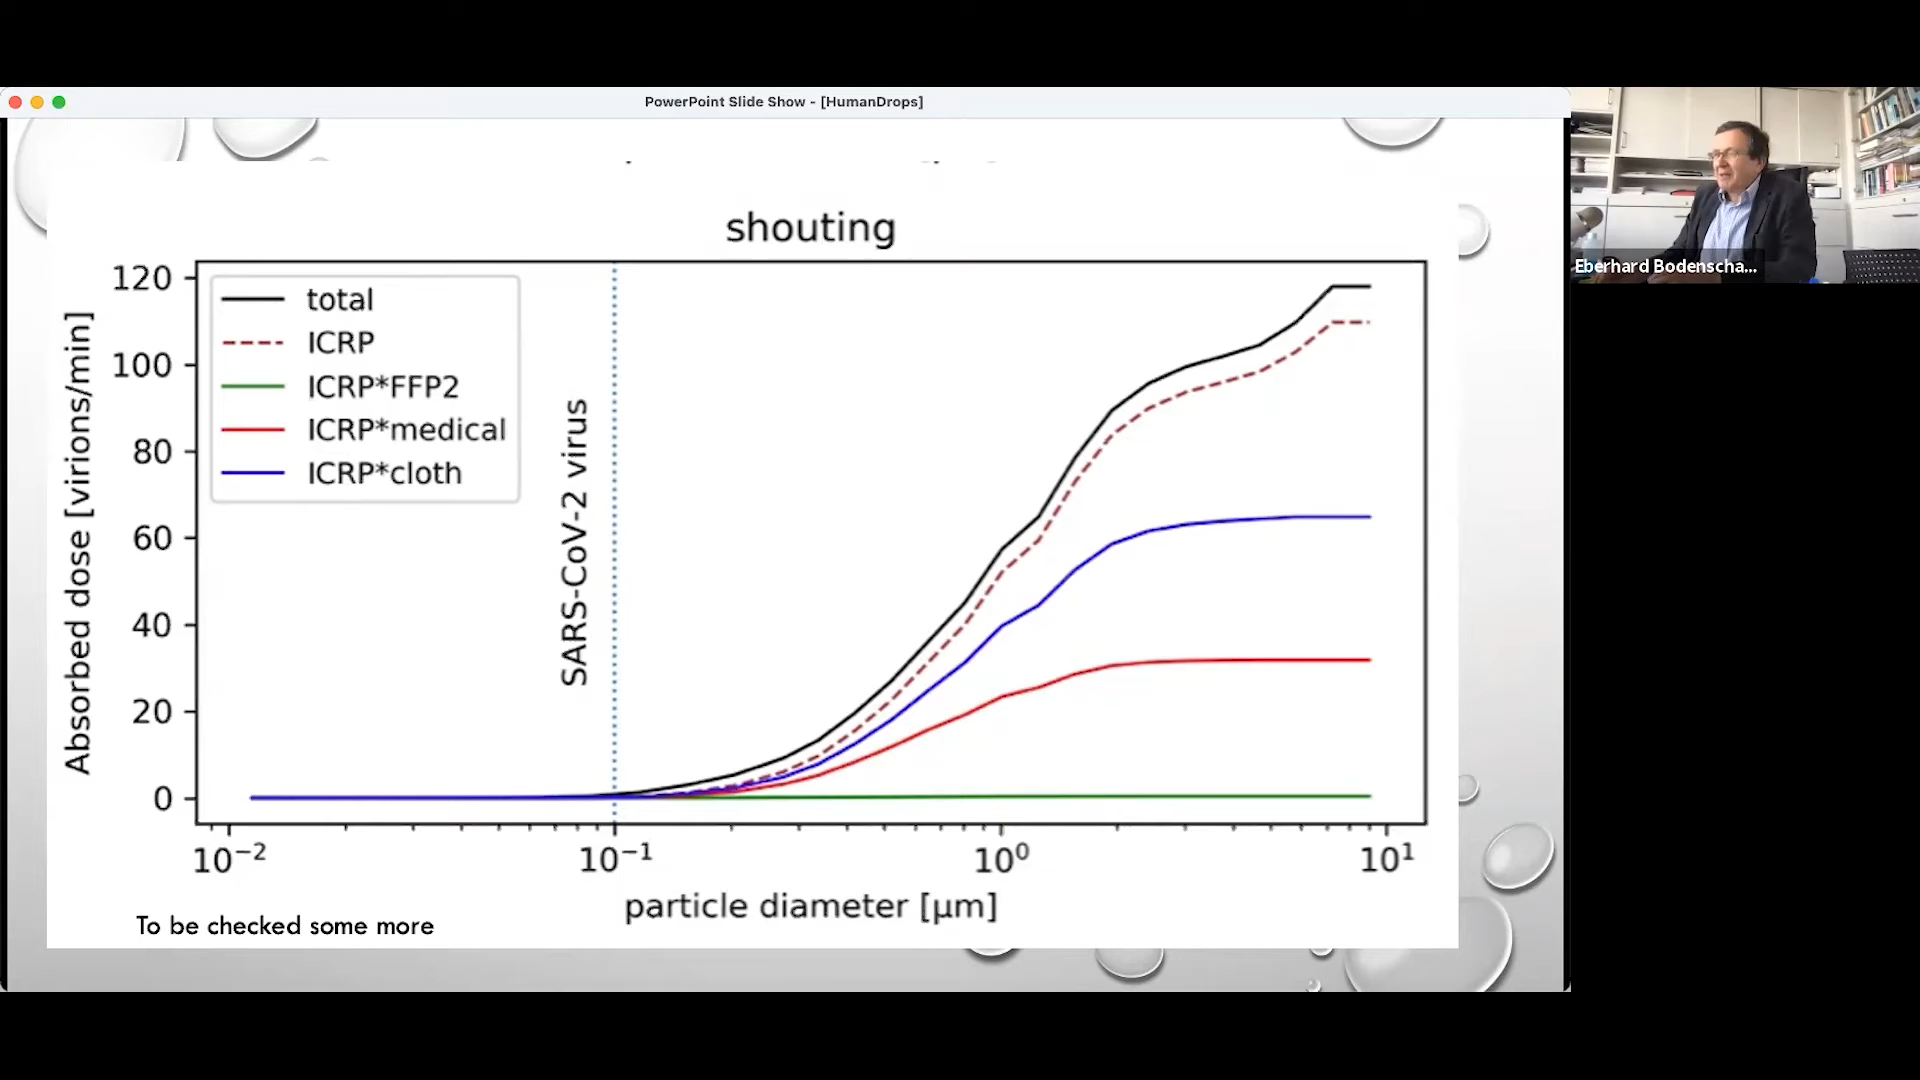 PowerPoint Slide Show - [HumanDrops]
shouting
120
100
80
60
40
20
0
Absorbed dose [virions/min]
total
ICRP
ICRP*FFP2
ICRP*medical
ICRP*cloth
SARS-CoV-2 virus
10⁻²
10⁻¹
10⁰
10¹
particle diameter [µm]
To be checked some more
Eberhard Bodenscha...